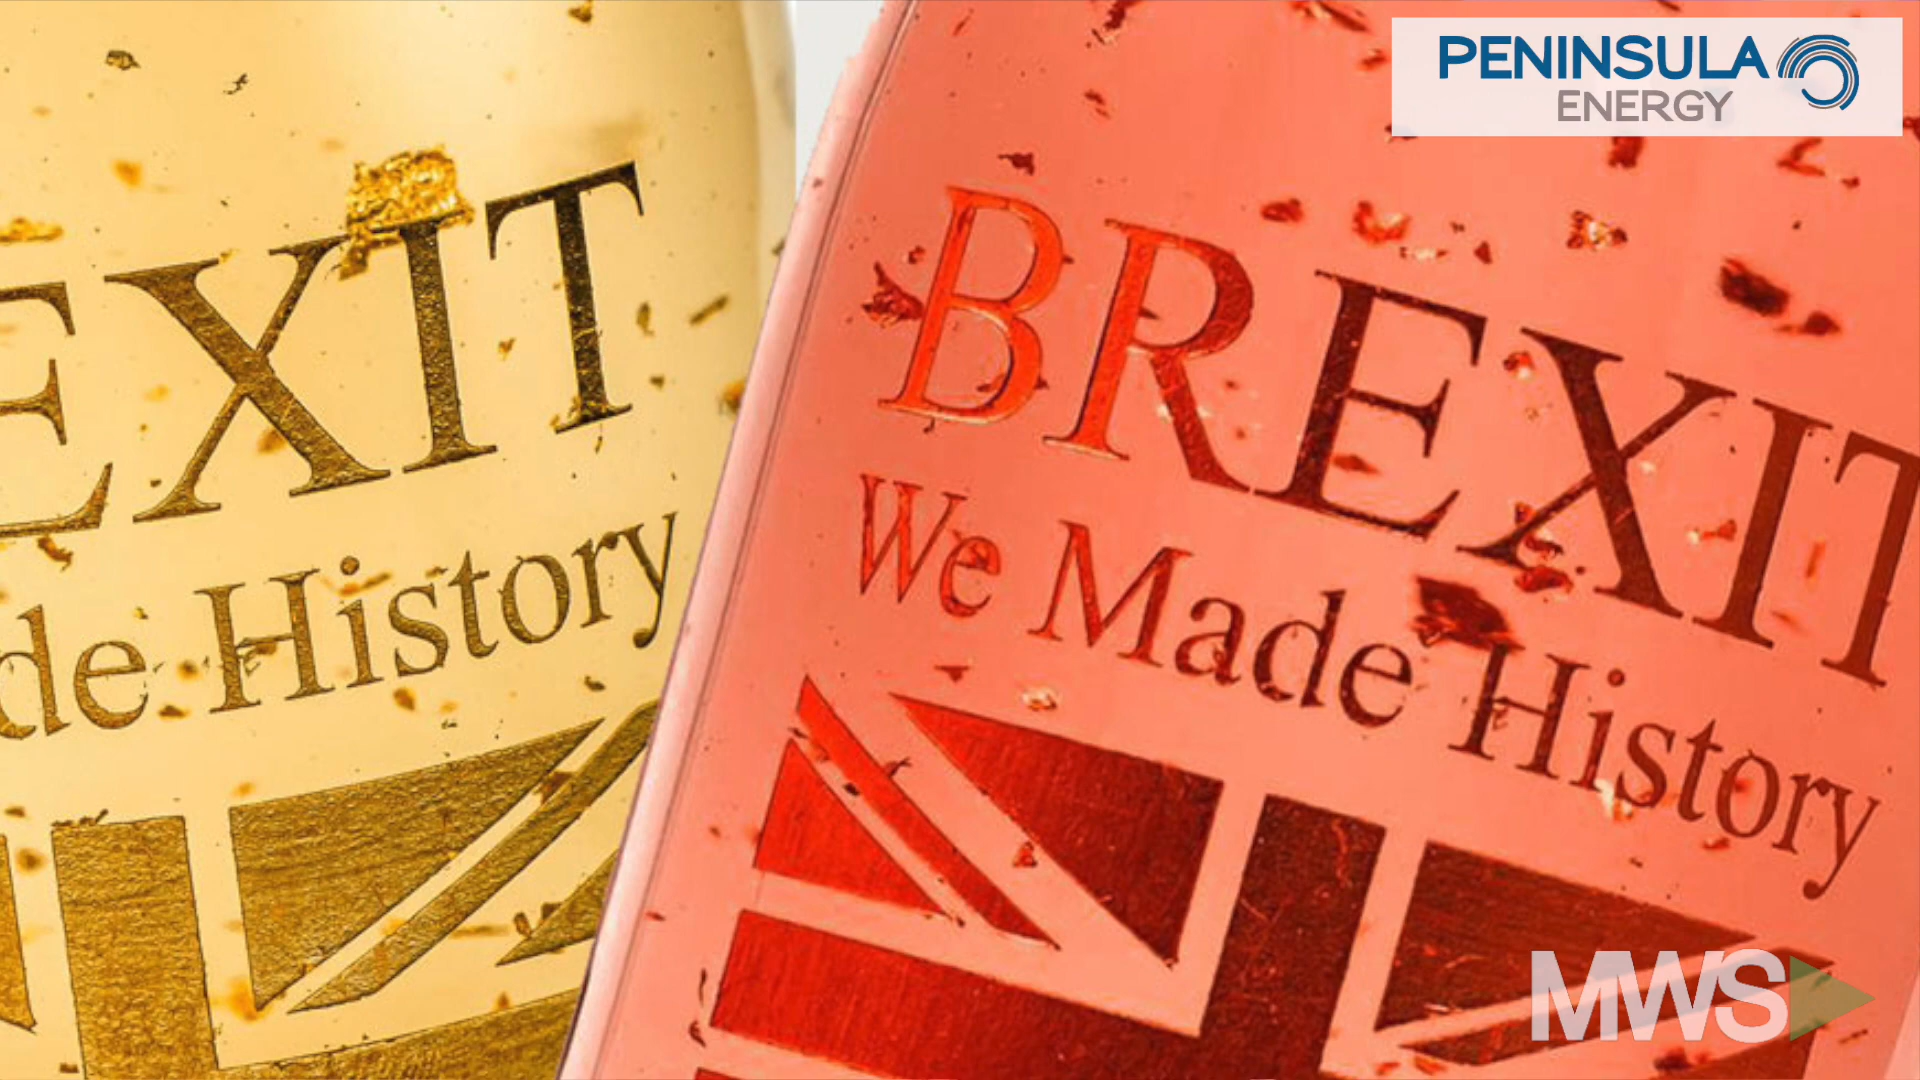 EXIT
de History
BREXIT
We Made History
PENINSULA
ENERGY
MWS